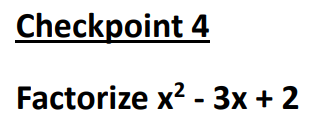 Checkpoint 4
Factorize x² - 3x + 2